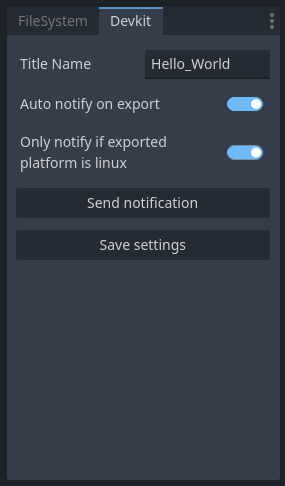 FileSystem Devkit
Title Name Hello_World
Auto notify on export
Only notify if exported
platform is linux
Send notification
Save settings